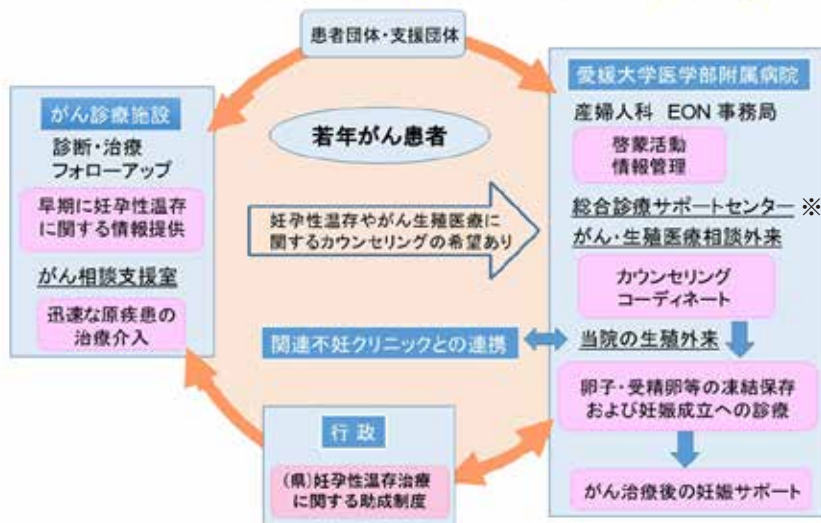 患者団体・支援団体
がん診療施設
診断・治療
フォローアップ
早期に妊孕性温存
に関する情報提供
がん相談支援室
迅速な原疾患の
治療介入
若年がん患者
妊孕性温存やがん生殖医療に
関するカウンセリングの希望あり
関連不妊クリニックとの連携
行政
(県)妊孕性温存治療
に関する助成制度
愛媛大学医学部附属病院
産婦人科 EON 事務局
啓蒙活動
情報管理
総合診療サポートセンター ※
がん・生殖医療相談外来
カウンセリング
コーディネート
当院の生殖外来
卵子・受精卵等の凍結保存
および妊娠成立への診療
がん治療後の妊娠サポート